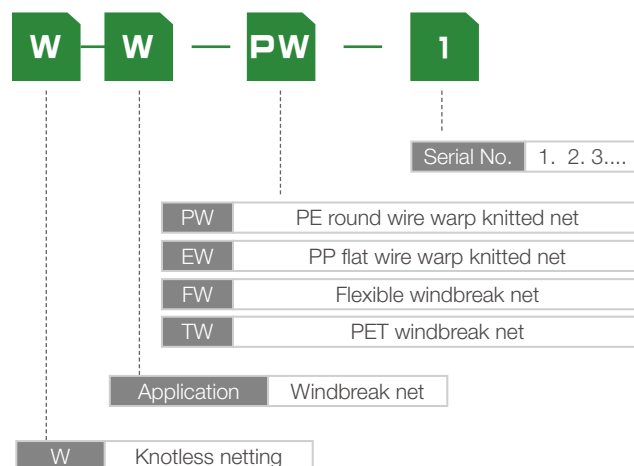 W W PW 1
Serial No. 1. 2. 3....
PW PE round wire warp knitted net
EW PP flat wire warp knitted net
FW Flexible windbreak net
TW PET windbreak net
Application Windbreak net
W Knotless netting